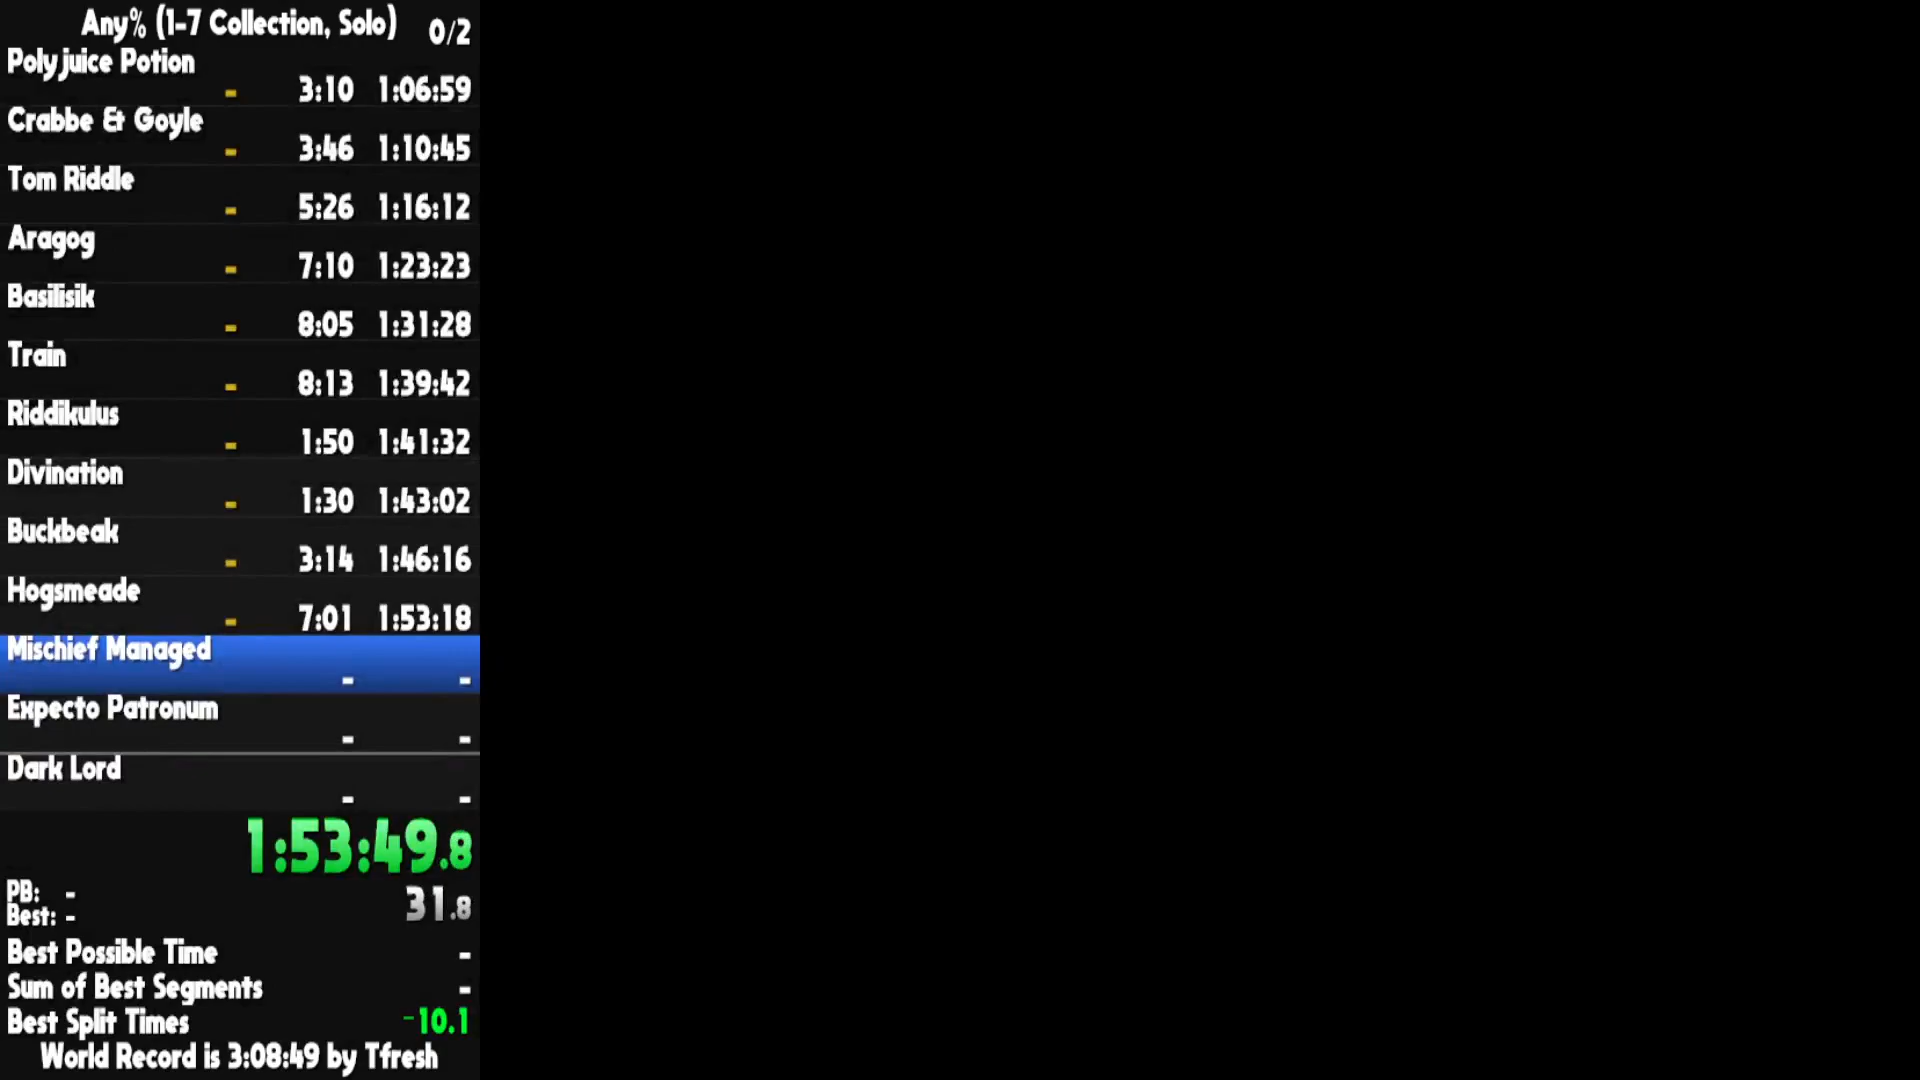 Any% (1-7 Collection, Solo) 0/2
Polyjuice Potion
- 3:10 1:06:59
Crabbe & Goyle
- 3:46 1:10:45
Tom Riddle
- 5:26 1:16:12
Aragog
- 7:10 1:23:23
Basilisik
- 8:05 1:31:28
Train
- 8:13 1:39:42
Riddikulus
- 1:50 1:41:32
Divination
- 1:30 1:43:02
Buckbeak
- 3:14 1:46:16
Hogsmeade
- 7:01 1:53:18
Mischief Managed
- -
Expecto Patronum
- -
Dark Lord
- -
1:53:49.8
PB: -
Best: - 31.8
Best Possible Time -
Sum of Best Segments -
Best Split Times -10.1
World Record is 3:08:49 by Tfresh